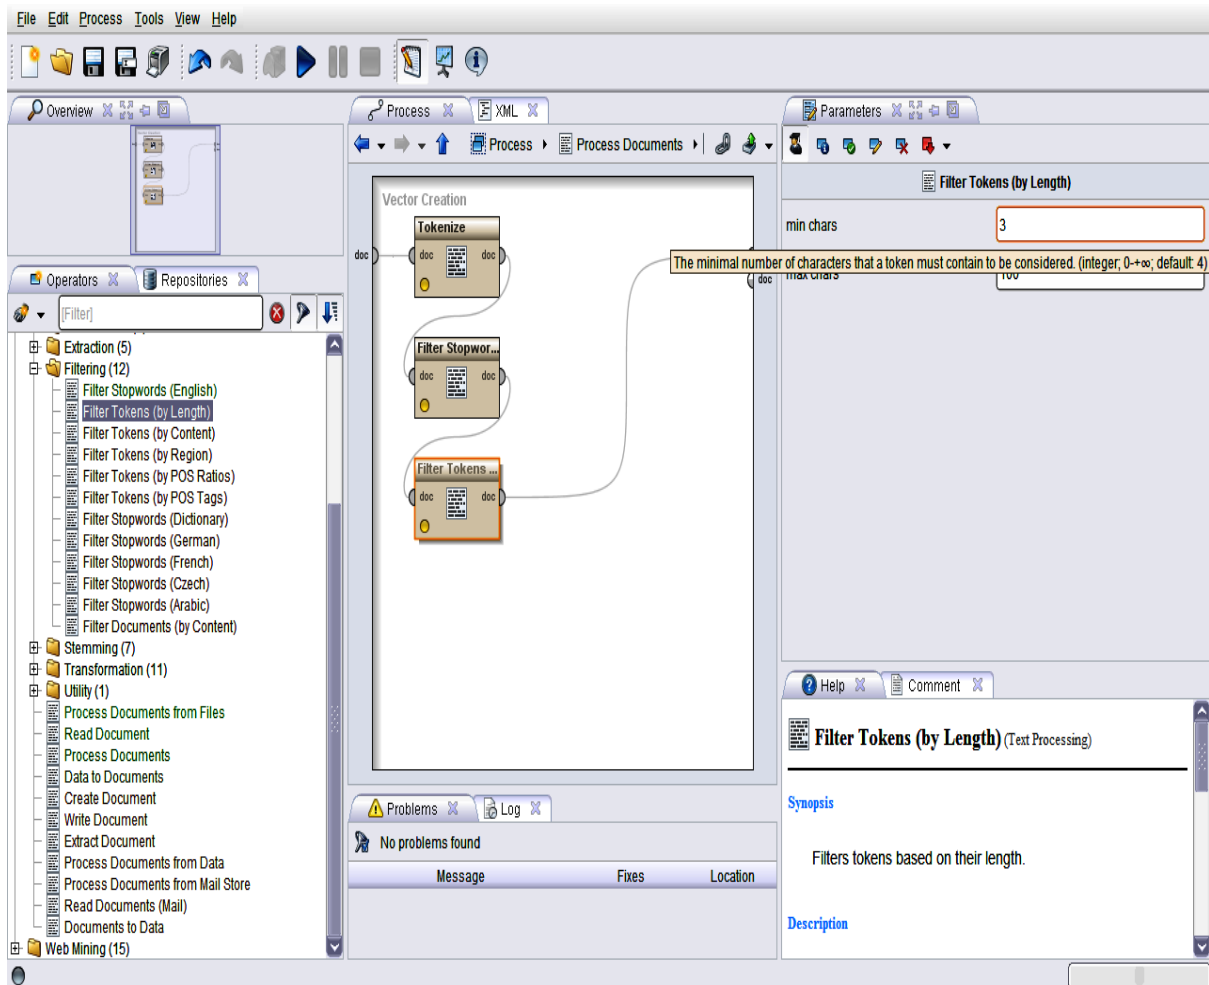 File Edit Process Tools View Help
Overview
Operators
Repositories
[Filter]
Extraction (5)
Filtering (12)
Filter Stopwords (English)
Filter Tokens (by Length)
Filter Tokens (by Content)
Filter Tokens (by Region)
Filter Tokens (by POS Ratios)
Filter Tokens (by POS Tags)
Filter Stopwords (Dictionary)
Filter Stopwords (German)
Filter Stopwords (French)
Filter Stopwords (Czech)
Filter Stopwords (Arabic)
Filter Documents (by Content)
Stemming (7)
Transformation (11)
Utility (1)
Process Documents from Files
Read Document
Process Documents
Data to Documents
Create Document
Write Document
Extract Document
Process Documents from Data
Process Documents from Mail Store
Read Documents (Mail)
Documents to Data
Web Mining (15)
Process XML
Process Process Documents
Vector Creation
Tokenize
doc doc doc
doc
Filter Stopwor...
doc doc
Filter Tokens ...
doc doc
Problems Log
No problems found
Message Fixes Location
Parameters
Filter Tokens (by Length)
min chars 3
The minimal number of characters that a token must contain to be considered. (integer; 0-+∞; default: 4)
max chars 100
Help Comment
Filter Tokens (by Length) (Text Processing)
Synopsis
Filters tokens based on their length.
Description